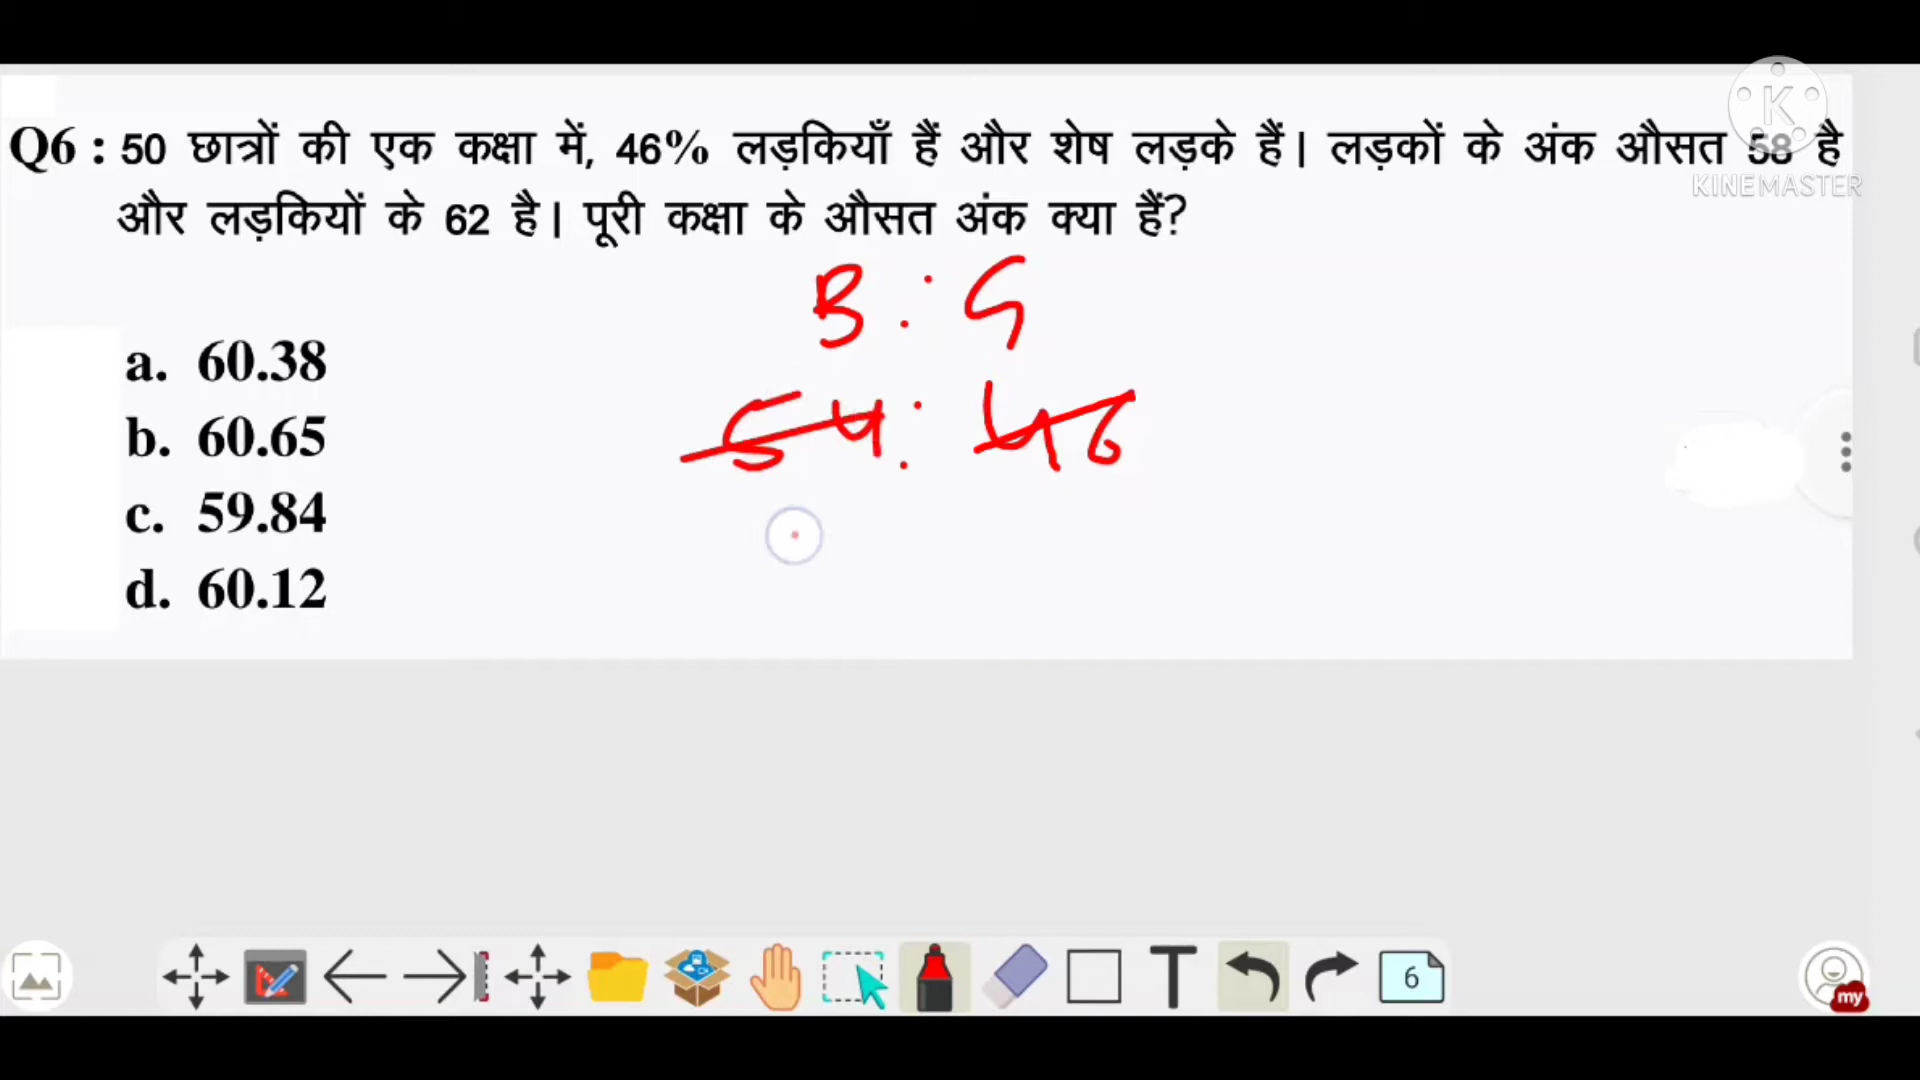 KINEMASTER
Q6 : 50 छात्रों की एक कक्षा में, 46% लड़कियाँ हैं और शेष लड़के हैं| लड़कों के अंक औसत 58 है
और लड़कियों के 62 है| पूरी कक्षा के औसत अंक क्या हैं?
B : G
54 : 46
a. 60.38
b. 60.65
c. 59.84
d. 60.12
T
6
my